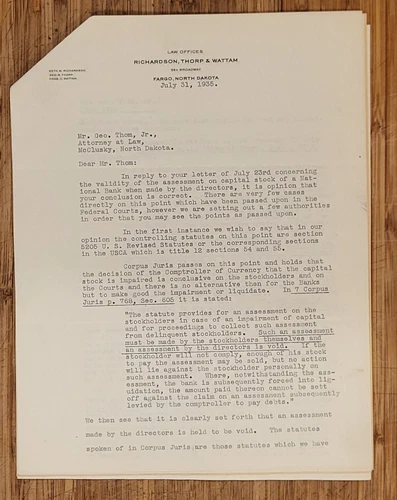 LAW OFFICES
RICHARDSON, THORP & WATTAM
BROADWAY
FARGO, NORTH DAKOTA
July 31, 1935.
Mr. Geo. Thom, Jr.,
Attorney at Law,
McClusky, North Dakota.
Dear Mr. Thom:
In reply to your letter of July 23rd concerning
the validity of the assessment on capital stock of a Nat-
ional Bank when made by the directors, it is opinion that
your conclusion is correct. There are very few cases
directly on this point which have been passed upon in the
Federal Courts, however we are setting out a few authorities
in order that you may see the points as passed upon.
In the first instance we wish to say that in our
opinion the controlling statutes on this point are section
5205 U. S. Revised Statutes or the corresponding sections
in the USCA which is title 12 sections 54 and 55.
Corpus Juris passes on this point and holds that
the decision of the Comptroller of Currency that the capital
stock is impaired is conclusive on the stockholders and on
the Courts and there is no alternative then for the Banks
but to make good the impairment or liquidate. In 7 Corpus
Juris p. 768, Sec. 605 it is stated:
"The statute provides for an assessment on the
stockholders in case of an impairment of capital
and for proceedings to collect such assessment
from delinquent stockholders. Such an assessment
must be made by the stockholders themselves and
an assessment by the directors is void. If the
stockholder will not comply, enough of his stock
to pay the assessment may be sold, but no action
will lie against the stockholder personally on
such assessment. Where, notwithstanding the ass-
essment, the bank is subsequently forced into liq-
uidation, the amount paid thereon cannot be set
off against the claim on an assessment subsequently
levied by the comptroller to pay debts."
We then see that it is clearly set forth that an assessment
made by the directors is held to be void. The statutes
spoken of in Corpus Juris are those statutes which we have